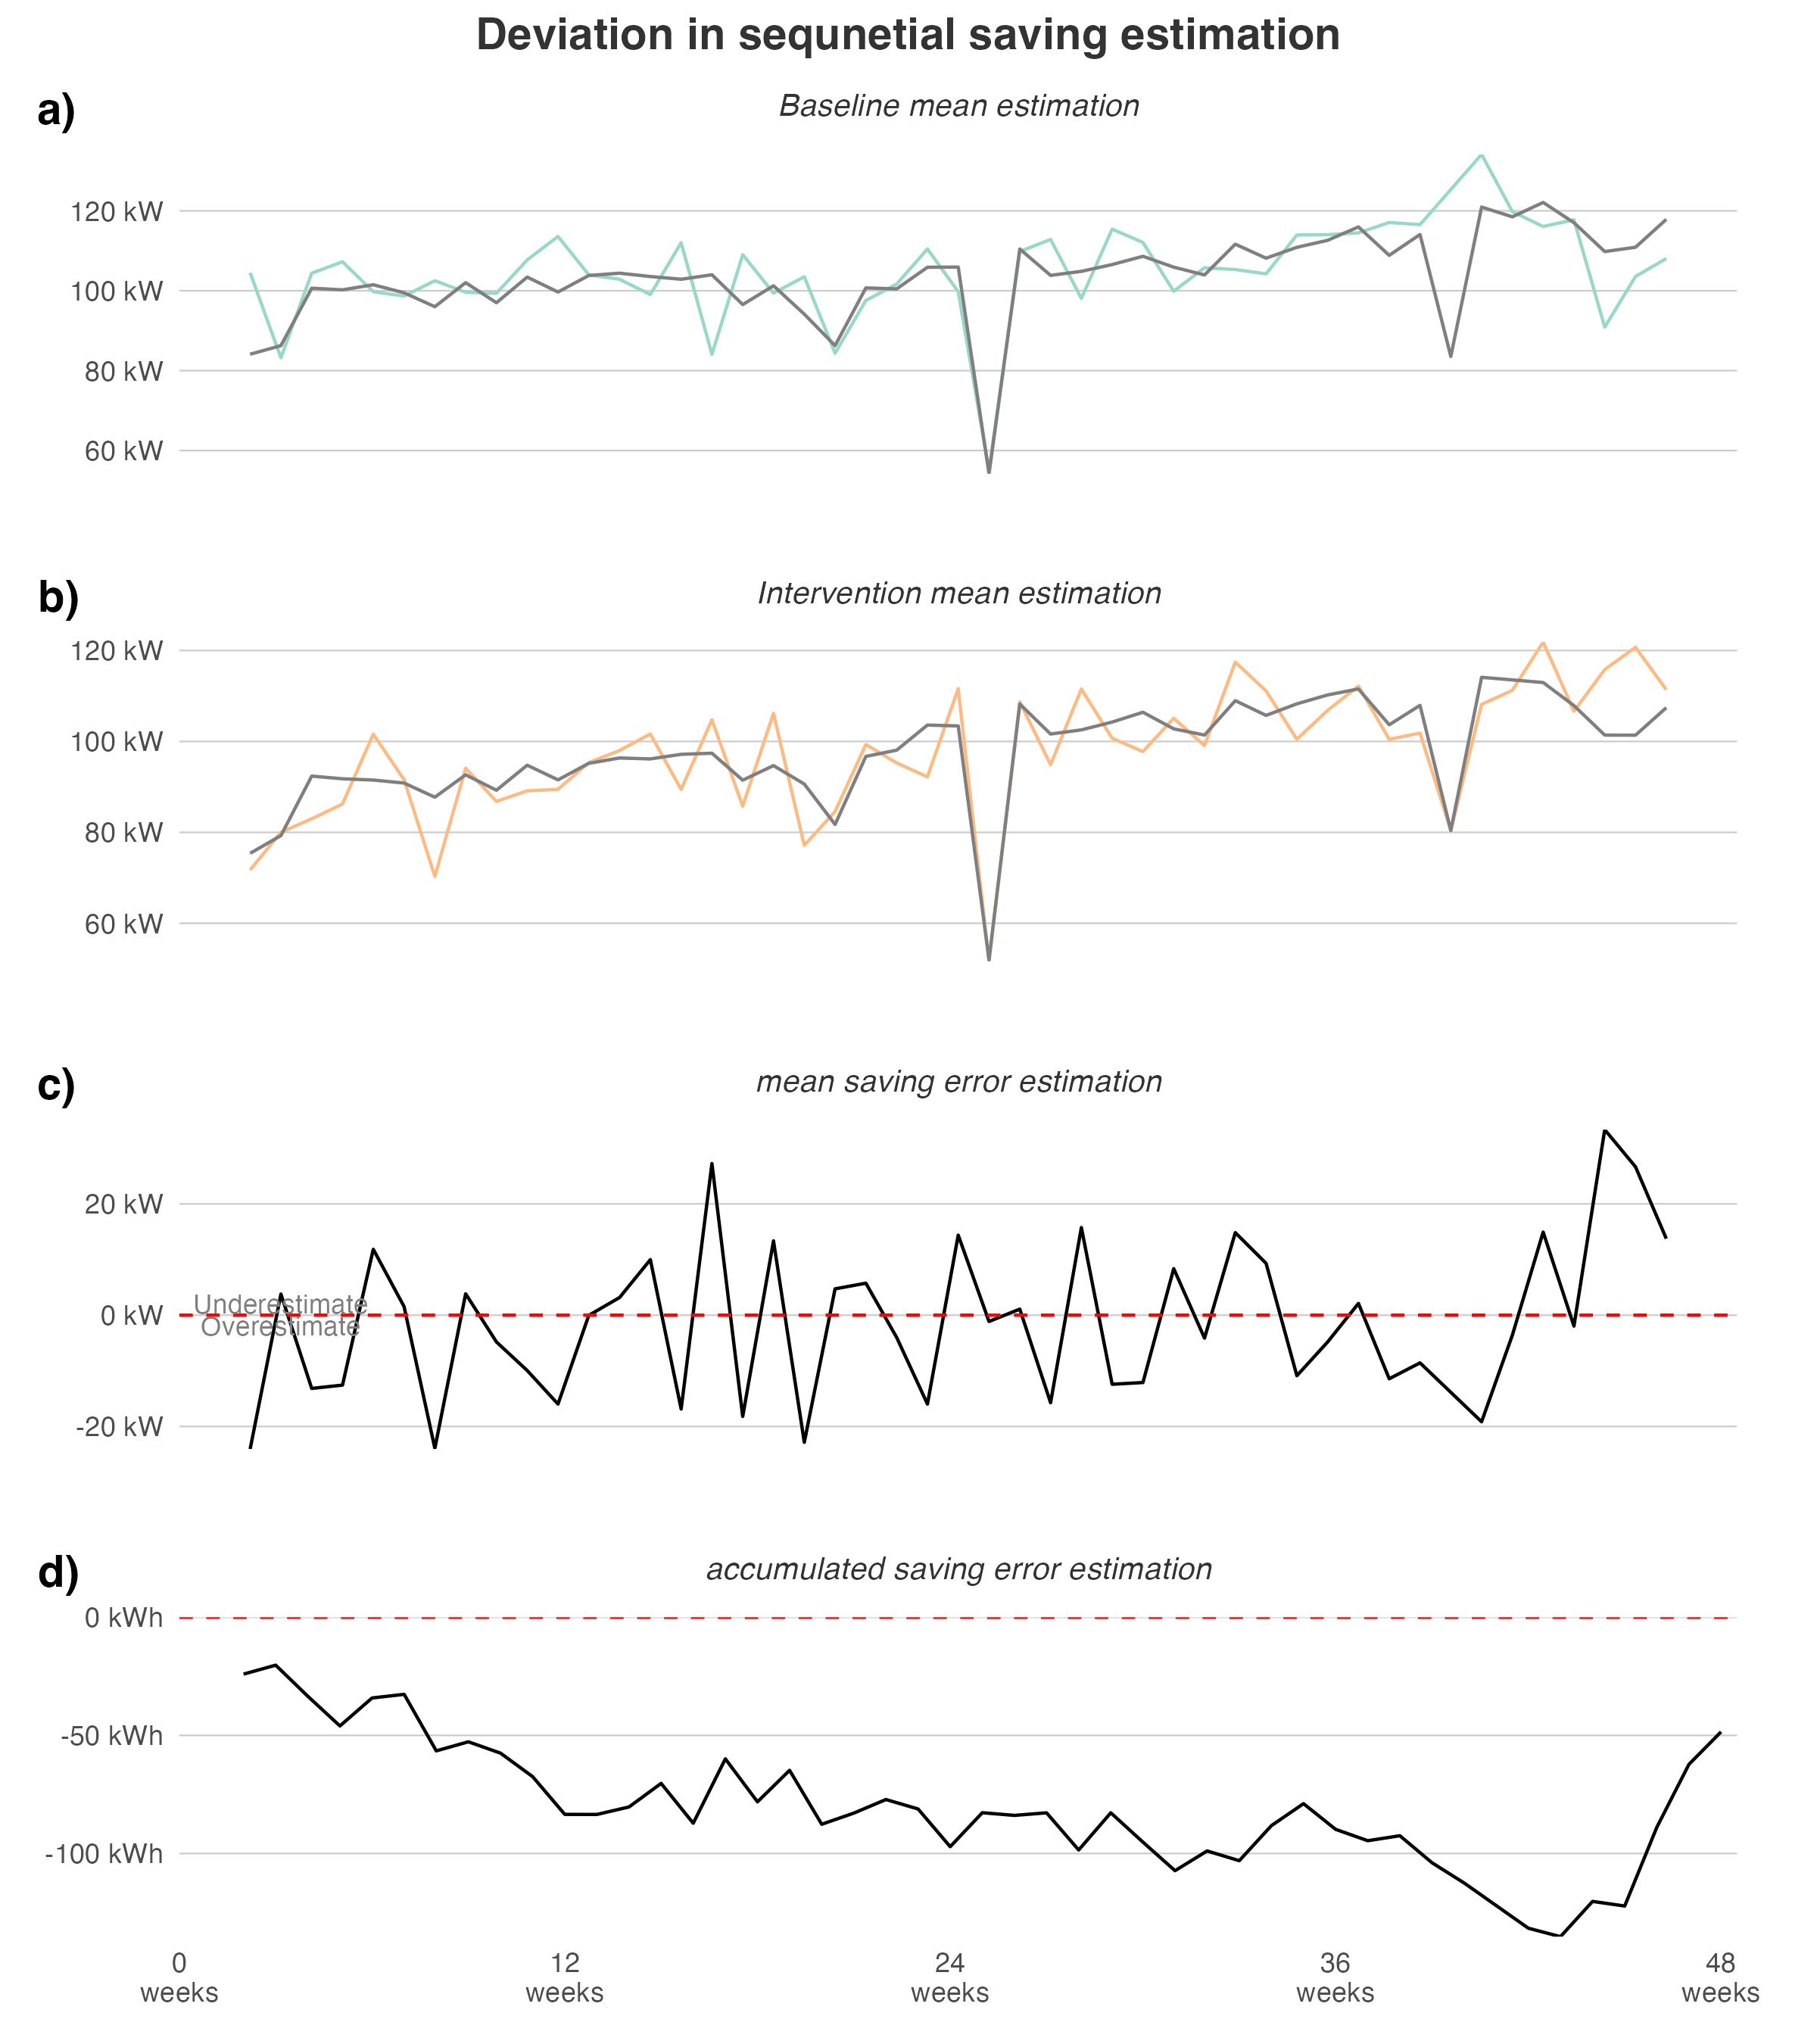 Deviation in sequnetial saving estimation
a)
Baseline mean estimation
120 kW
100 kW
80 kW
60 kW
b)
Intervention mean estimation
120 kW
100 kW
80 kW
60 kW
c)
mean saving error estimation
20 kW
Underestimate
0 kW
Overestimate
-20 kW
d)
accumulated saving error estimation
0 kWh
-50 kWh
-100 kWh
0 12 24 36 48
weeks weeks weeks weeks weeks